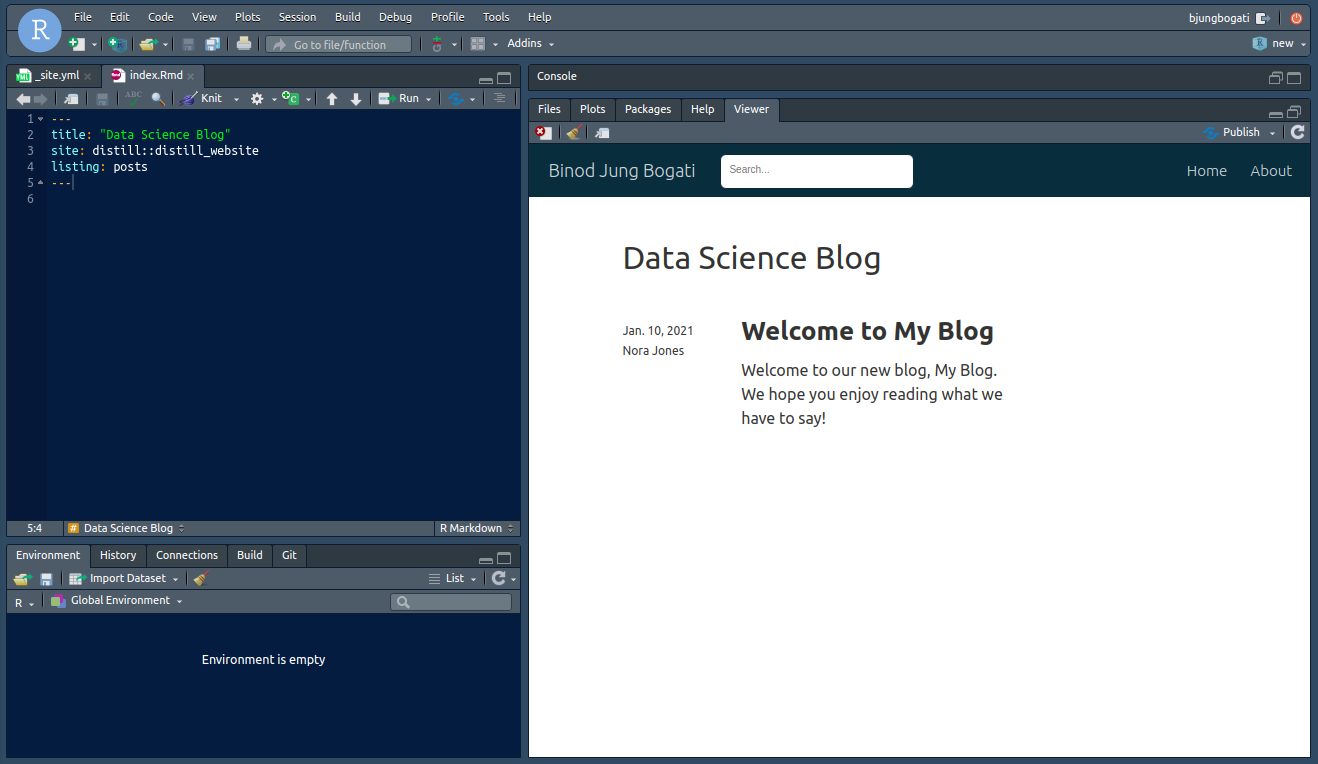 R
File Edit Code View Plots Session Build Debug Profile Tools Help
bjungbogati
Go to file/function
Addins
R new
YML _site.yml
index.Rmd
ABC
Knit
C
Run
1 ---
2 title: "Data Science Blog"
3 site: distill::distill_website
4 listing: posts
5 ---
6
5:4
# Data Science Blog
R Markdown
Environment History Connections Build Git
Import Dataset
List
R
Global Environment
Environment is empty
Console
Files Plots Packages Help Viewer
Publish
Binod Jung Bogati
Search...
Home
About
Data Science Blog
Jan. 10, 2021
Nora Jones
Welcome to My Blog
Welcome to our new blog, My Blog.
We hope you enjoy reading what we
have to say!